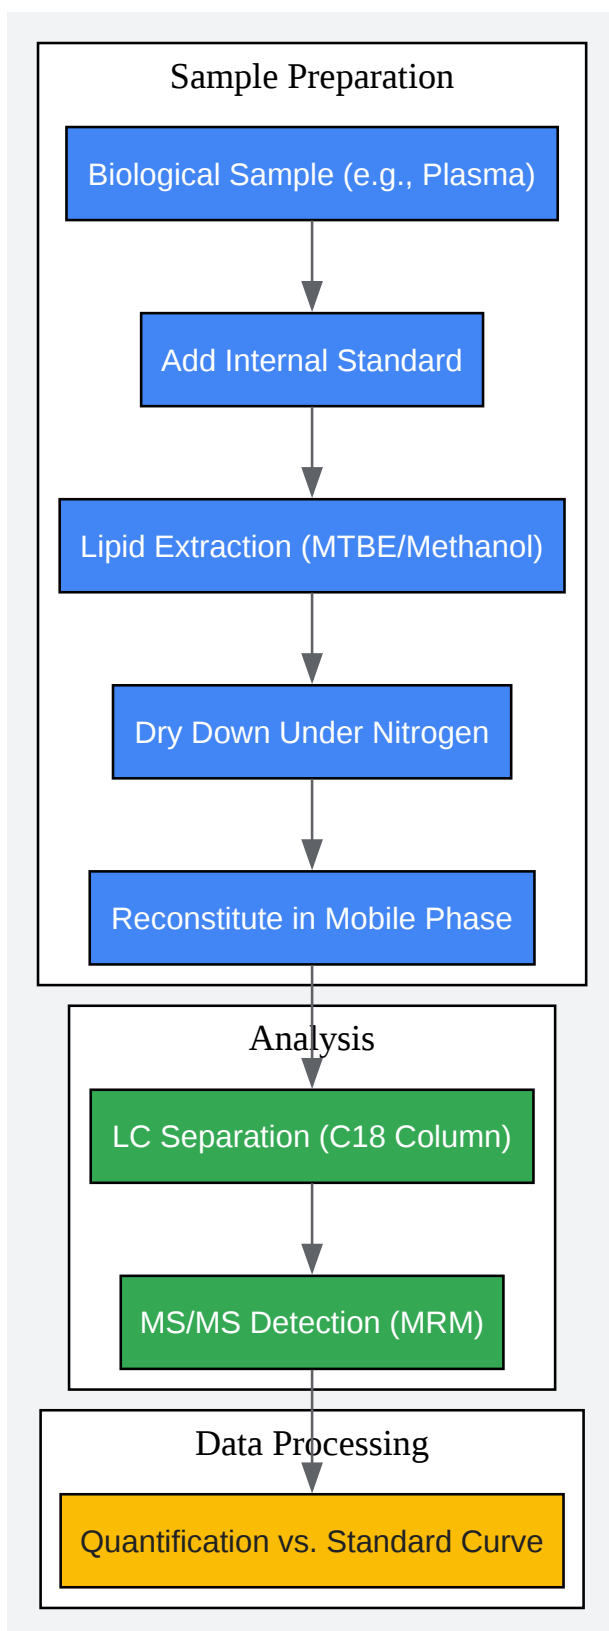 Sample Preparation
Biological Sample (e.g., Plasma)
Add Internal Standard
Lipid Extraction (MTBE/Methanol)
Dry Down Under Nitrogen
Reconstitute in Mobile Phase
Analysis
LC Separation (C18 Column)
MS/MS Detection (MRM)
Data Processing
Quantification vs. Standard Curve